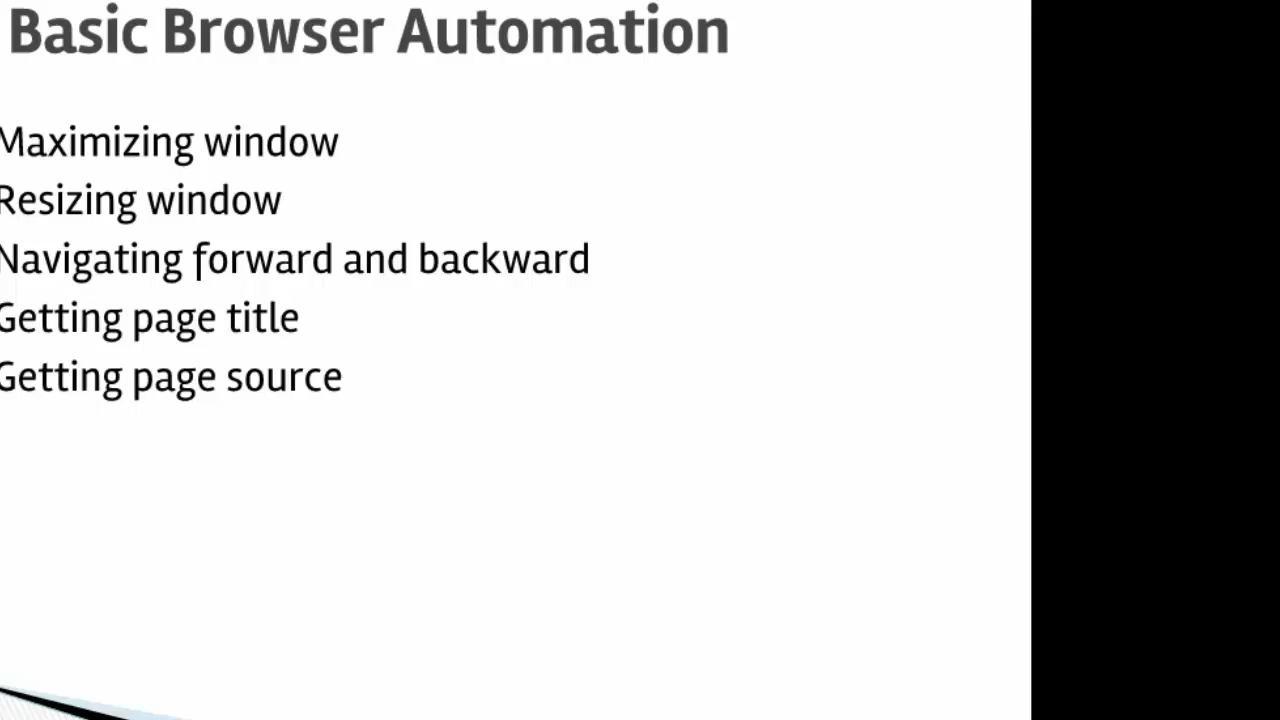 Basic Browser Automation
Maximizing window
Resizing window
Navigating forward and backward
Getting page title
Getting page source